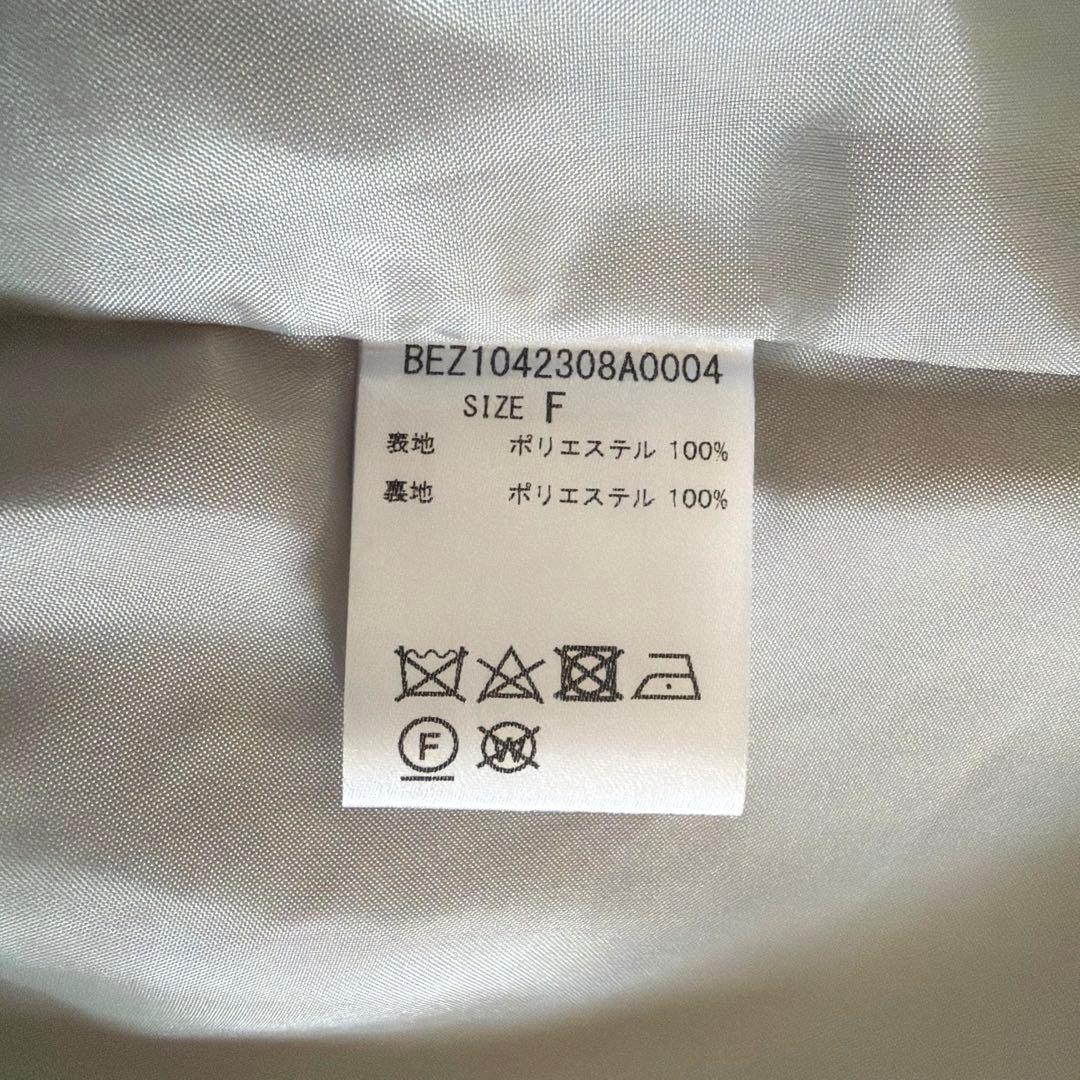 BEZ1042308A0004
SIZE F
表地 ポリエステル 100%
裏地 ポリエステル 100%
F W